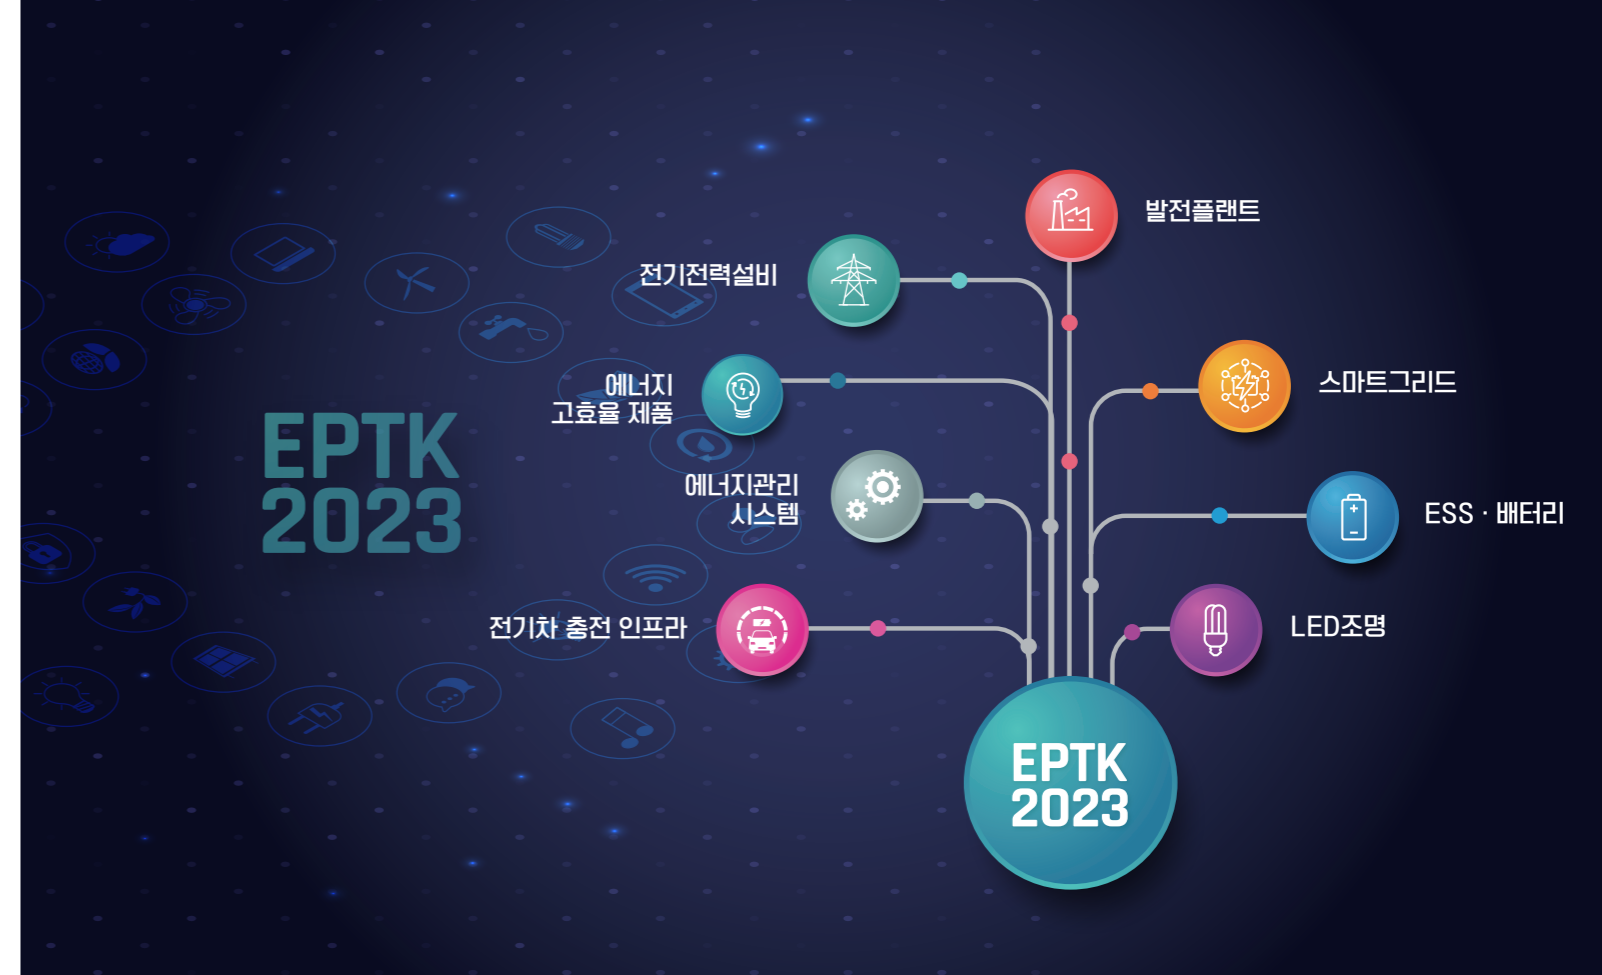 EPTK
2023
발전플랜트
전기전력설비
에너지
고효율 제품
스마트그리드
에너지관리
시스템
ESS · 배터리
전기차 충전 인프라
LED조명
EPTK
2023